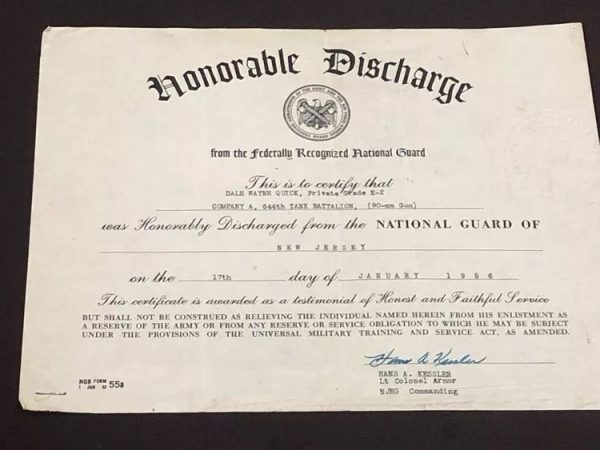 Honorable Discharge
from the Federally Recognized National Guard
This is to certify that
DALE WAYNE QUICK, Private Grade E-2
COMPANY A, 644th TANK BATTALION, (90-mm Gun)
was Honorably Discharged from the NATIONAL GUARD OF
NEW JERSEY
on the 17th day of JANUARY 1956
This certificate is awarded as a testimonial of Honest and Faithful Service
BUT SHALL NOT BE CONSTRUED AS RELIEVING THE INDIVIDUAL NAMED HEREIN FROM HIS ENLISTMENT AS
A RESERVE OF THE ARMY OR FROM ANY RESERVE OR SERVICE OBLIGATION TO WHICH HE MAY BE SUBJECT
UNDER THE PROVISIONS OF THE UNIVERSAL MILITARY TRAINING AND SERVICE ACT, AS AMENDED.
Hans A Kessler
HANS A. KESSLER
Lt Colonel Armor
NJNG Commanding
NGB FORM 55a
1 JAN